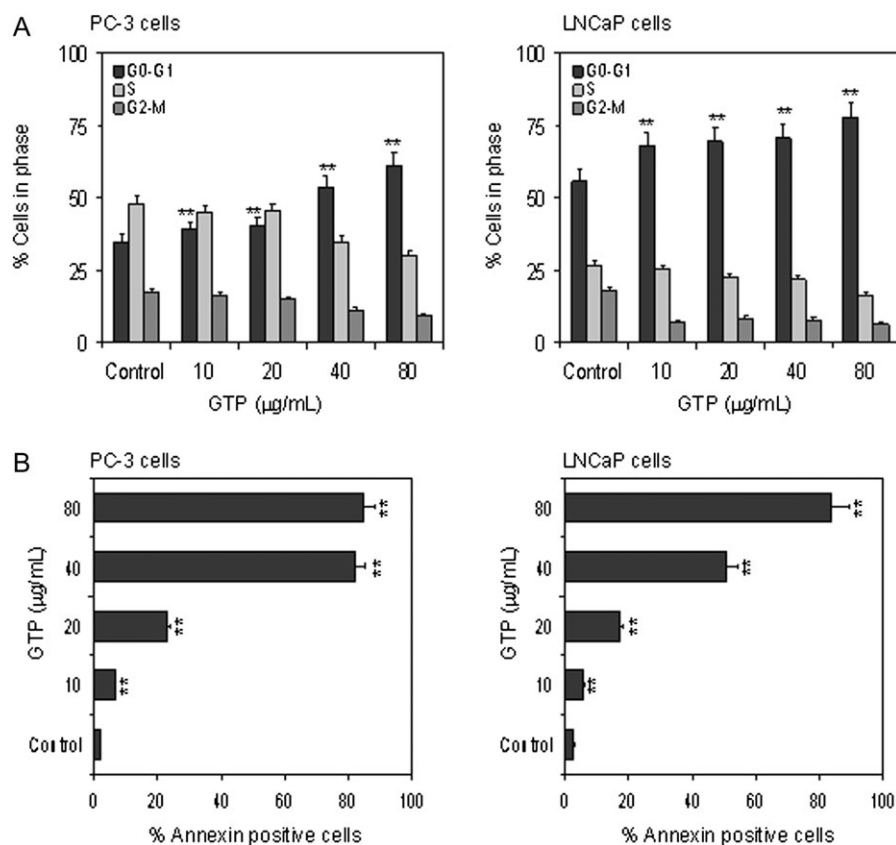 A
PC-3 cells
100
75
50
25
0
% Cells in phase
G0-G1
S
G2-M
**
**
**
**
Control 10 20 40 80
GTP (µg/mL)
LNCaP cells
100
75
50
25
0
% Cells in phase
G0-G1
S
G2-M
**
**
**
**
Control 10 20 40 80
GTP (µg/mL)
B
PC-3 cells
GTP (µg/mL)
80
**
40
**
20
**
10
**
Control
0 20 40 60 80 100
% Annexin positive cells
LNCaP cells
GTP (µg/mL)
80
**
40
**
20
**
10
**
Control
0 20 40 60 80 100
% Annexin positive cells